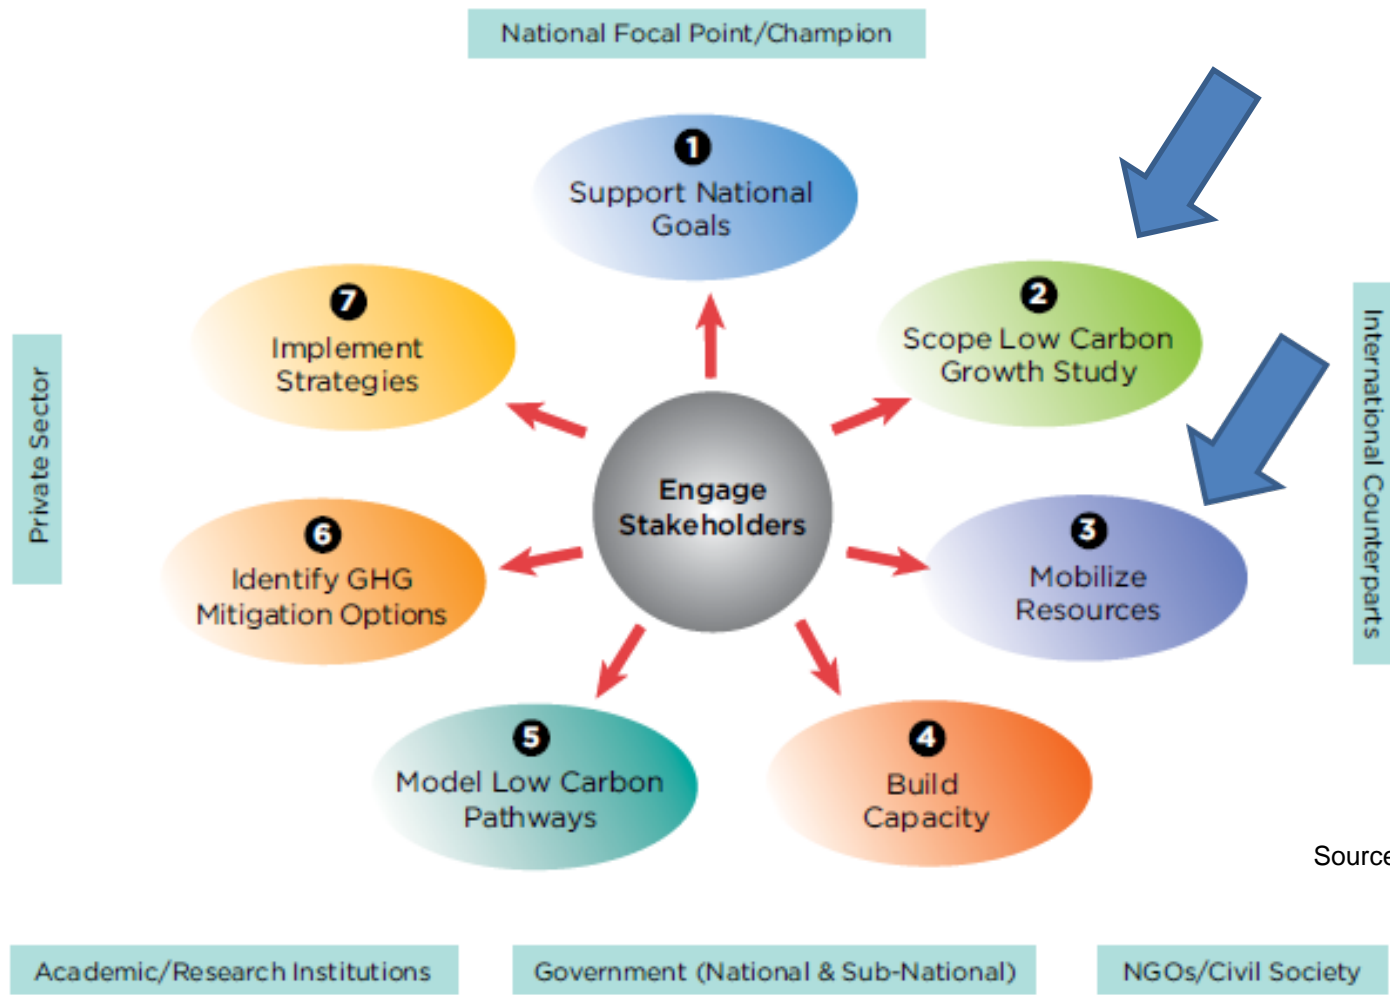 National Focal Point/Champion
1
Support National
Goals
7
Implement
Strategies
2
Scope Low Carbon
Growth Study
Private Sector
International Counterparts
Engage
Stakeholders
6
Identify GHG
Mitigation Options
3
Mobilize
Resources
5
Model Low Carbon
Pathways
4
Build
Capacity
Source
Academic/Research Institutions
Government (National & Sub-National)
NGOs/Civil Society